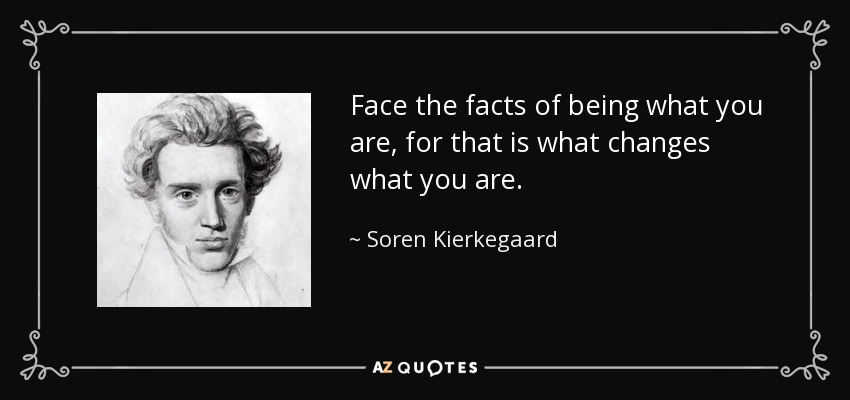 Face the facts of being what you
are, for that is what changes
what you are.
~ Soren Kierkegaard
AZ QUOTES